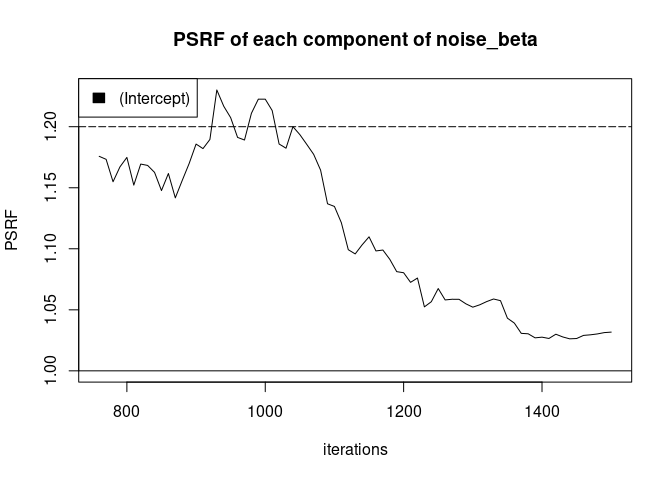 PSRF of each component of noise_beta
(Intercept)
PSRF
1.20
1.15
1.10
1.05
1.00
800 1000 1200 1400
iterations